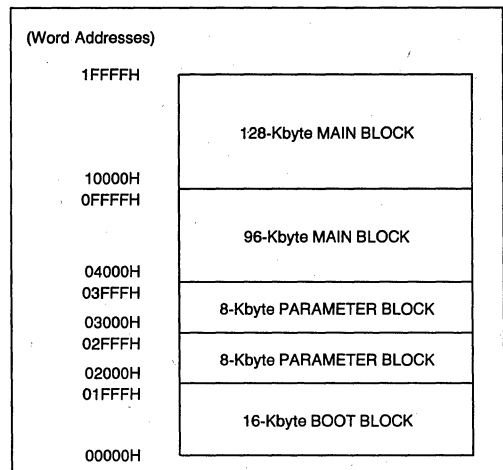 (Word Addresses)
1FFFFH
128-Kbyte MAIN BLOCK
10000H
0FFFFH
96-Kbyte MAIN BLOCK
04000H
03FFFH
8-Kbyte PARAMETER BLOCK
03000H
02FFFH
8-Kbyte PARAMETER BLOCK
02000H
01FFFH
16-Kbyte BOOT BLOCK
00000H